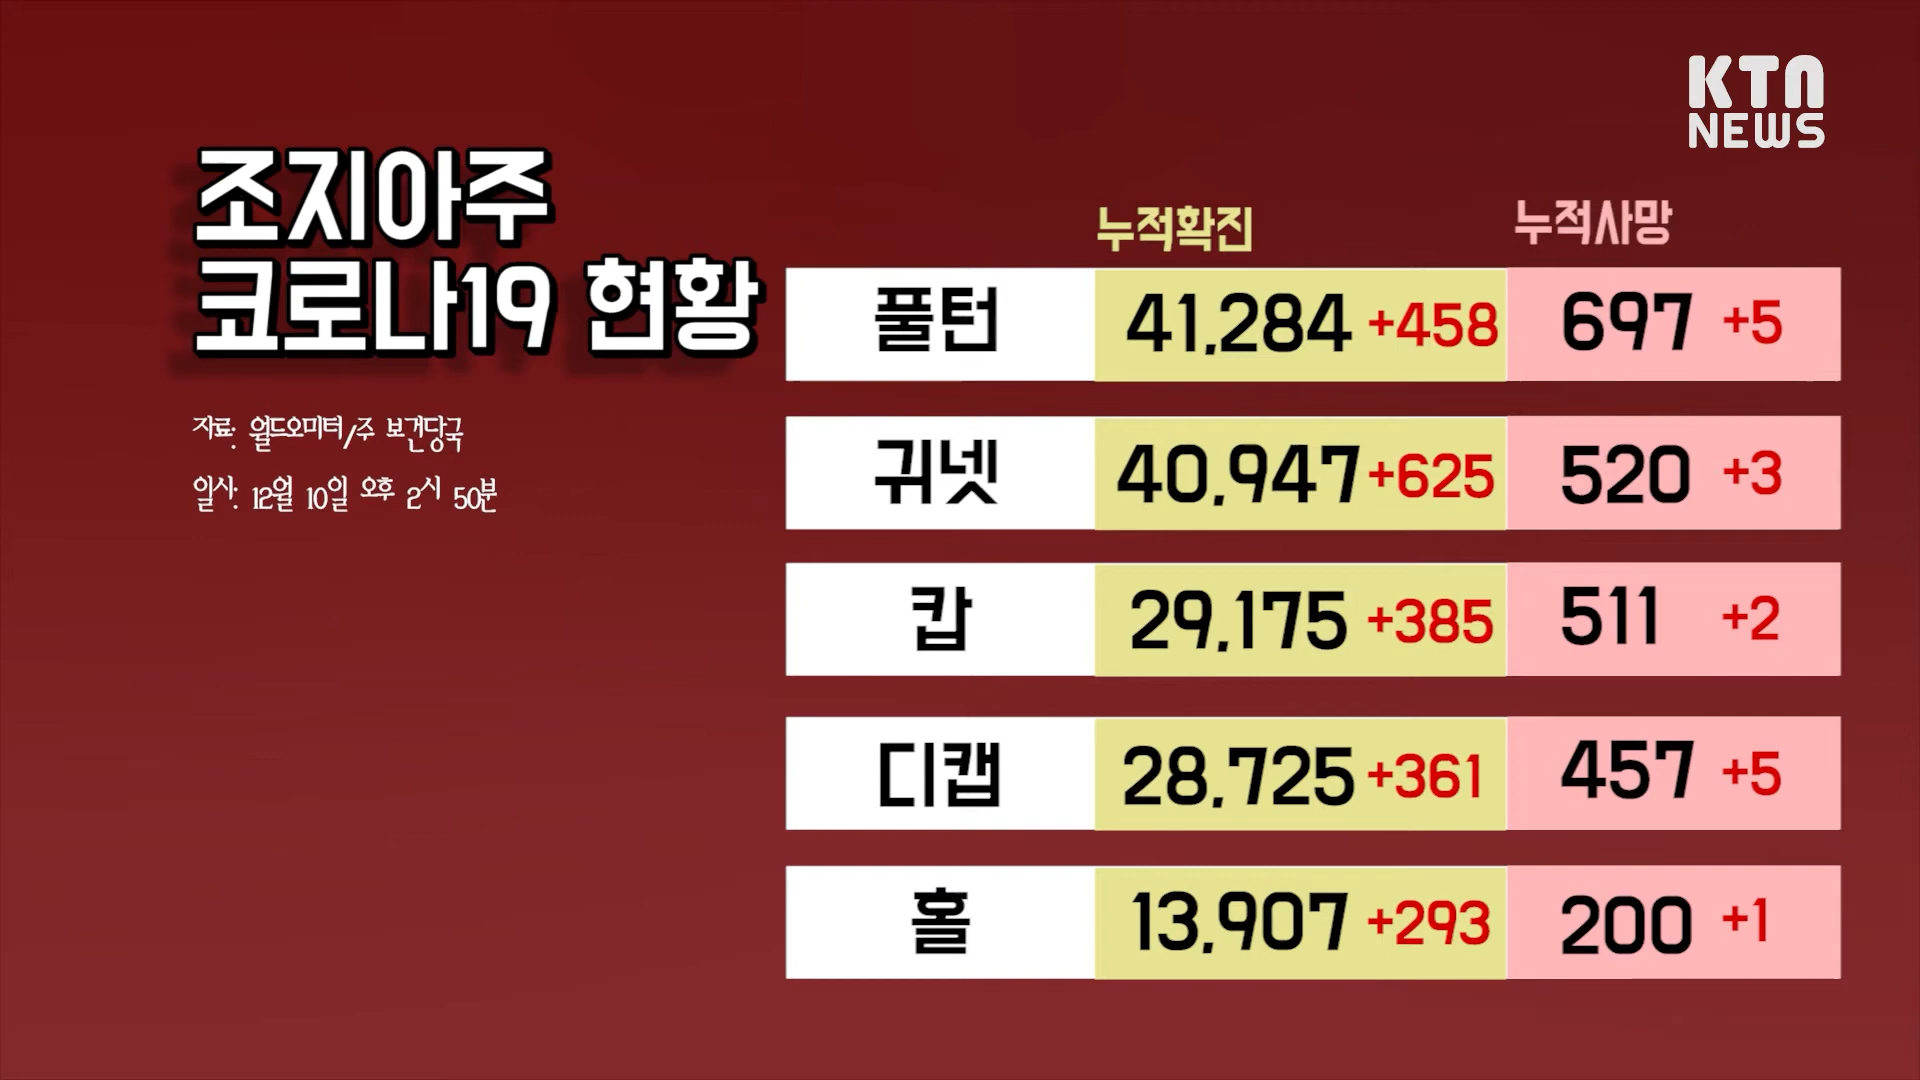 KTN
NEWS
조지아주
코로나19 현황
자료: 월드오미터/주 보건당국
일시: 12월 10일 오후 2시 50분
누적확진 누적사망
풀턴 41,284 +458 697 +5
귀넷 40,947 +625 520 +3
캅 29,175 +385 511 +2
디캡 28,725 +361 457 +5
홀 13,907 +293 200 +1